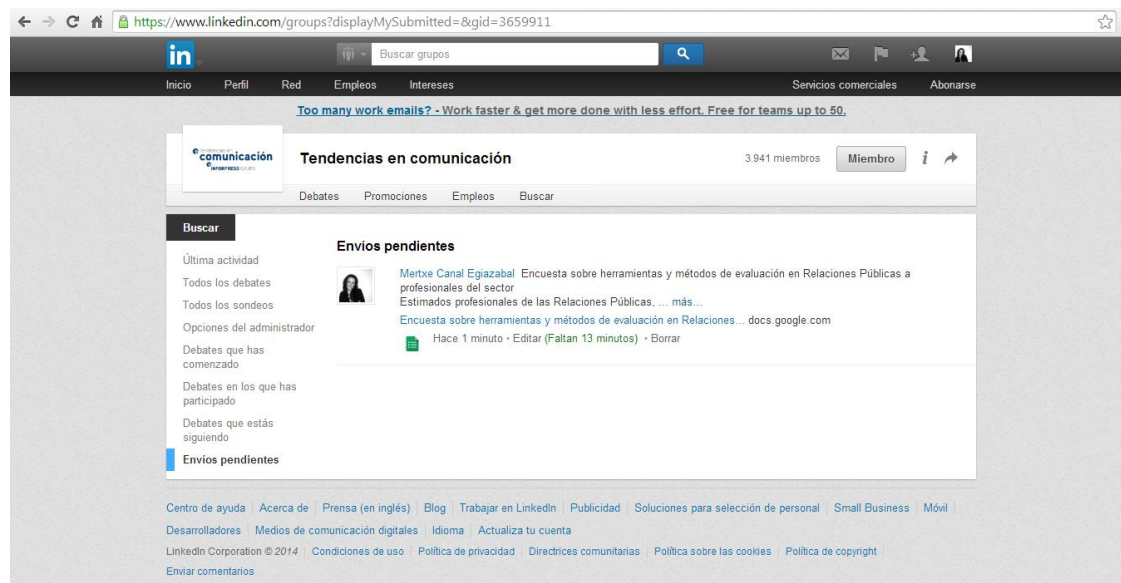 https://www.linkedin.com/groups?displayMySubmitted=&gid=3659911
in
Buscar grupos
Inicio Perfil Red Empleos Intereses Servicios comerciales Abonarse
Too many work emails? - Work faster & get more done with less effort. Free for teams up to 50.
tendencias en
comunicación
INFORPRESS GRUPO
Tendencias en comunicación
3.941 miembros
Miembro
Debates Promociones Empleos Buscar
Buscar
Última actividad
Todos los debates
Todos los sondeos
Opciones del administrador
Debates que has
comenzado
Debates en los que has
participado
Debates que estás
siguiendo
Envíos pendientes
Envíos pendientes
Mertxe Canal Egiazabal Encuesta sobre herramientas y métodos de evaluación en Relaciones Públicas a
profesionales del sector
Estimados profesionales de las Relaciones Públicas, ... más...
Encuesta sobre herramientas y métodos de evaluación en Relaciones... docs.google.com
Hace 1 minuto • Editar (Faltan 13 minutos) • Borrar
Centro de ayuda Acerca de Prensa (en inglés) Blog Trabajar en LinkedIn Publicidad Soluciones para selección de personal Small Business Móvil
Desarrolladores Medios de comunicación digitales Idioma Actualiza tu cuenta
LinkedIn Corporation © 2014 Condiciones de uso Política de privacidad Directrices comunitarias Política sobre las cookies Política de copyright
Enviar comentarios